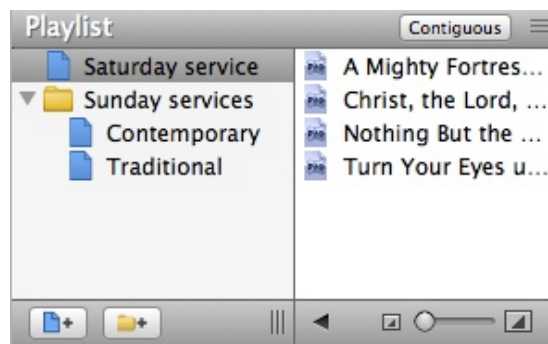 Playlist
Contiguous
Saturday service
Sunday services
Contemporary
Traditional
A Mighty Fortres...
Christ, the Lord, ...
Nothing But the ...
Turn Your Eyes u...